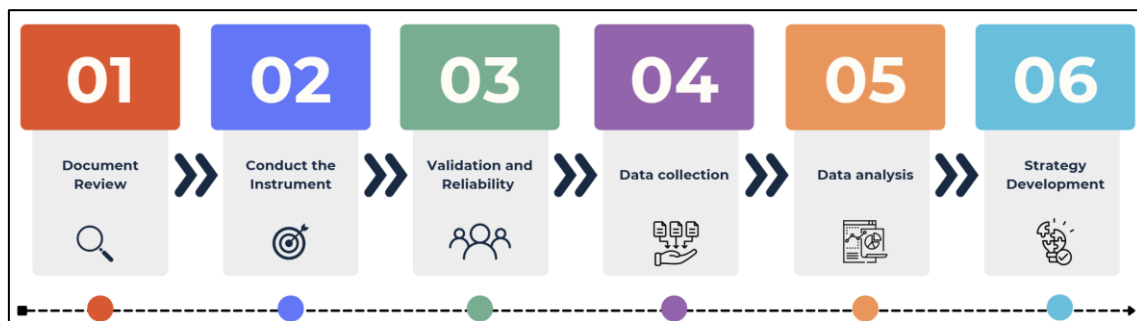 01
Document
Review
02
Conduct the
Instrument
03
Validation and
Reliability
04
Data collection
05
Data analysis
06
Strategy
Development